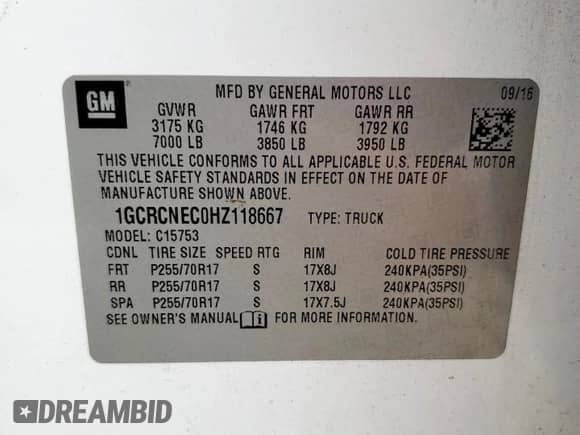 GM
MFD BY GENERAL MOTORS LLC 09/16
GVWR GAWR FRT GAWR RR
3175 KG 1746 KG 1792 KG
7000 LB 3850 LB 3950 LB
THIS VEHICLE CONFORMS TO ALL APPLICABLE U.S. FEDERAL MOTOR
VEHICLE SAFETY STANDARDS IN EFFECT ON THE DATE OF
MANUFACTURE SHOWN ABOVE.
1GCRCNEC0HZ118667 TYPE: TRUCK
MODEL: C15753
CDNL TIRE SIZE SPEED RTG RIM COLD TIRE PRESSURE
FRT P255/70R17 S 17X8J 240KPA(35PSI)
RR P255/70R17 S 17X8J 240KPA(35PSI)
SPA P255/70R17 S 17X7.5J 240KPA(35PSI)
SEE OWNER'S MANUAL i FOR MORE INFORMATION.
DREAMBID